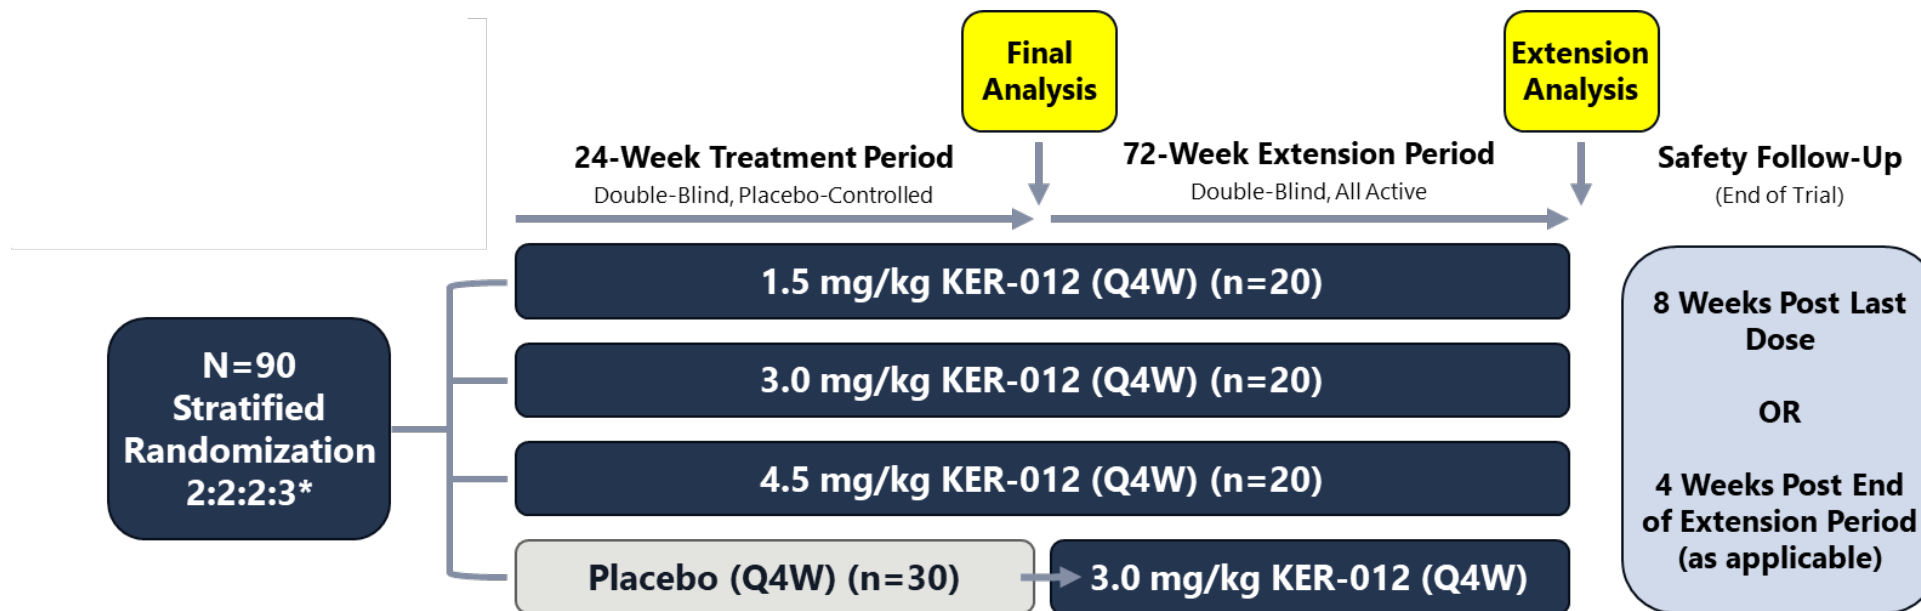 Final
Analysis
Extension
Analysis
24-Week Treatment Period
Double-Blind, Placebo-Controlled
72-Week Extension Period
Double-Blind, All Active
Safety Follow-Up
(End of Trial)
N=90
Stratified
Randomization
2:2:2:3*
1.5 mg/kg KER-012 (Q4W) (n=20)
3.0 mg/kg KER-012 (Q4W) (n=20)
4.5 mg/kg KER-012 (Q4W) (n=20)
Placebo (Q4W) (n=30)
3.0 mg/kg KER-012 (Q4W)
8 Weeks Post Last
Dose
OR
4 Weeks Post End
of Extension Period
(as applicable)